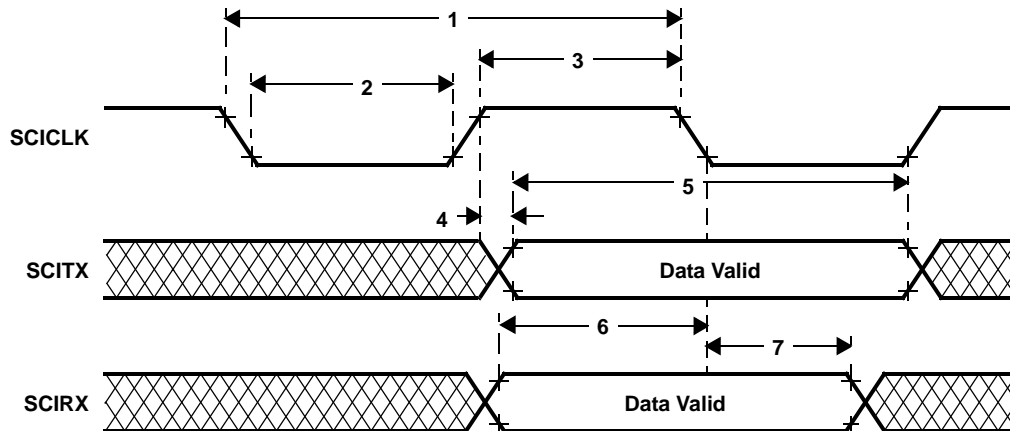 1
3
2
SCICLK
5
4
SCITX
Data Valid
6
7
SCIRX
Data Valid